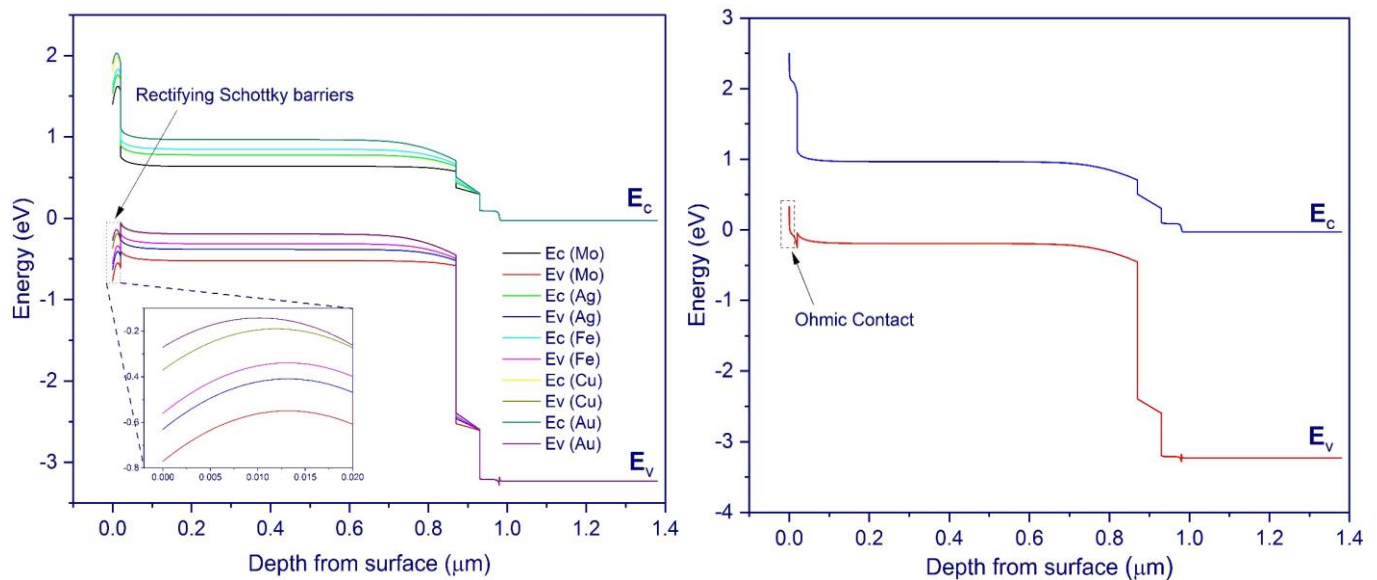 2
1
0
-1
-2
-3
Energy (eV)
Rectifying Schottky barriers
Ec
Ev
Ec (Mo)
Ev (Mo)
Ec (Ag)
Ev (Ag)
Ec (Fe)
Ev (Fe)
Ec (Cu)
Ev (Cu)
Ec (Au)
Ev (Au)
-0.2
-0.4
-0.6
-0.8
0.000 0.005 0.010 0.015 0.020
0.0 0.2 0.4 0.6 0.8 1.0 1.2 1.4
Depth from surface (μm)
3
2
1
0
-1
-2
-3
-4
Energy (eV)
Ec
Ohmic Contact
Ev
0.0 0.2 0.4 0.6 0.8 1.0 1.2 1.4
Depth from surface (μm)